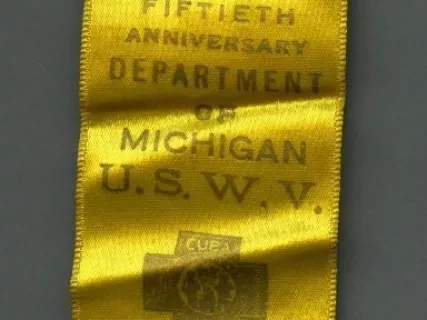 FIFTIETH
ANNIVERSARY
DEPARTMENT
OF
MICHIGAN
U.S.W.V.
CUBA